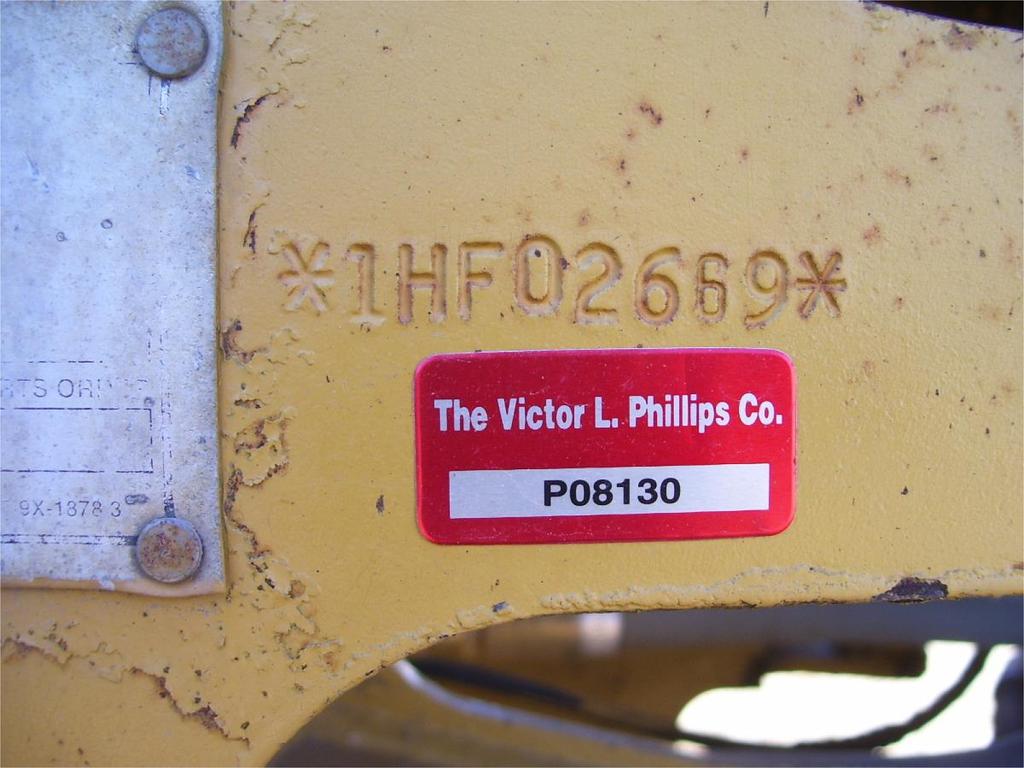 *1HF02669*
The Victor L. Phillips Co.
P08130
9X-1878 3